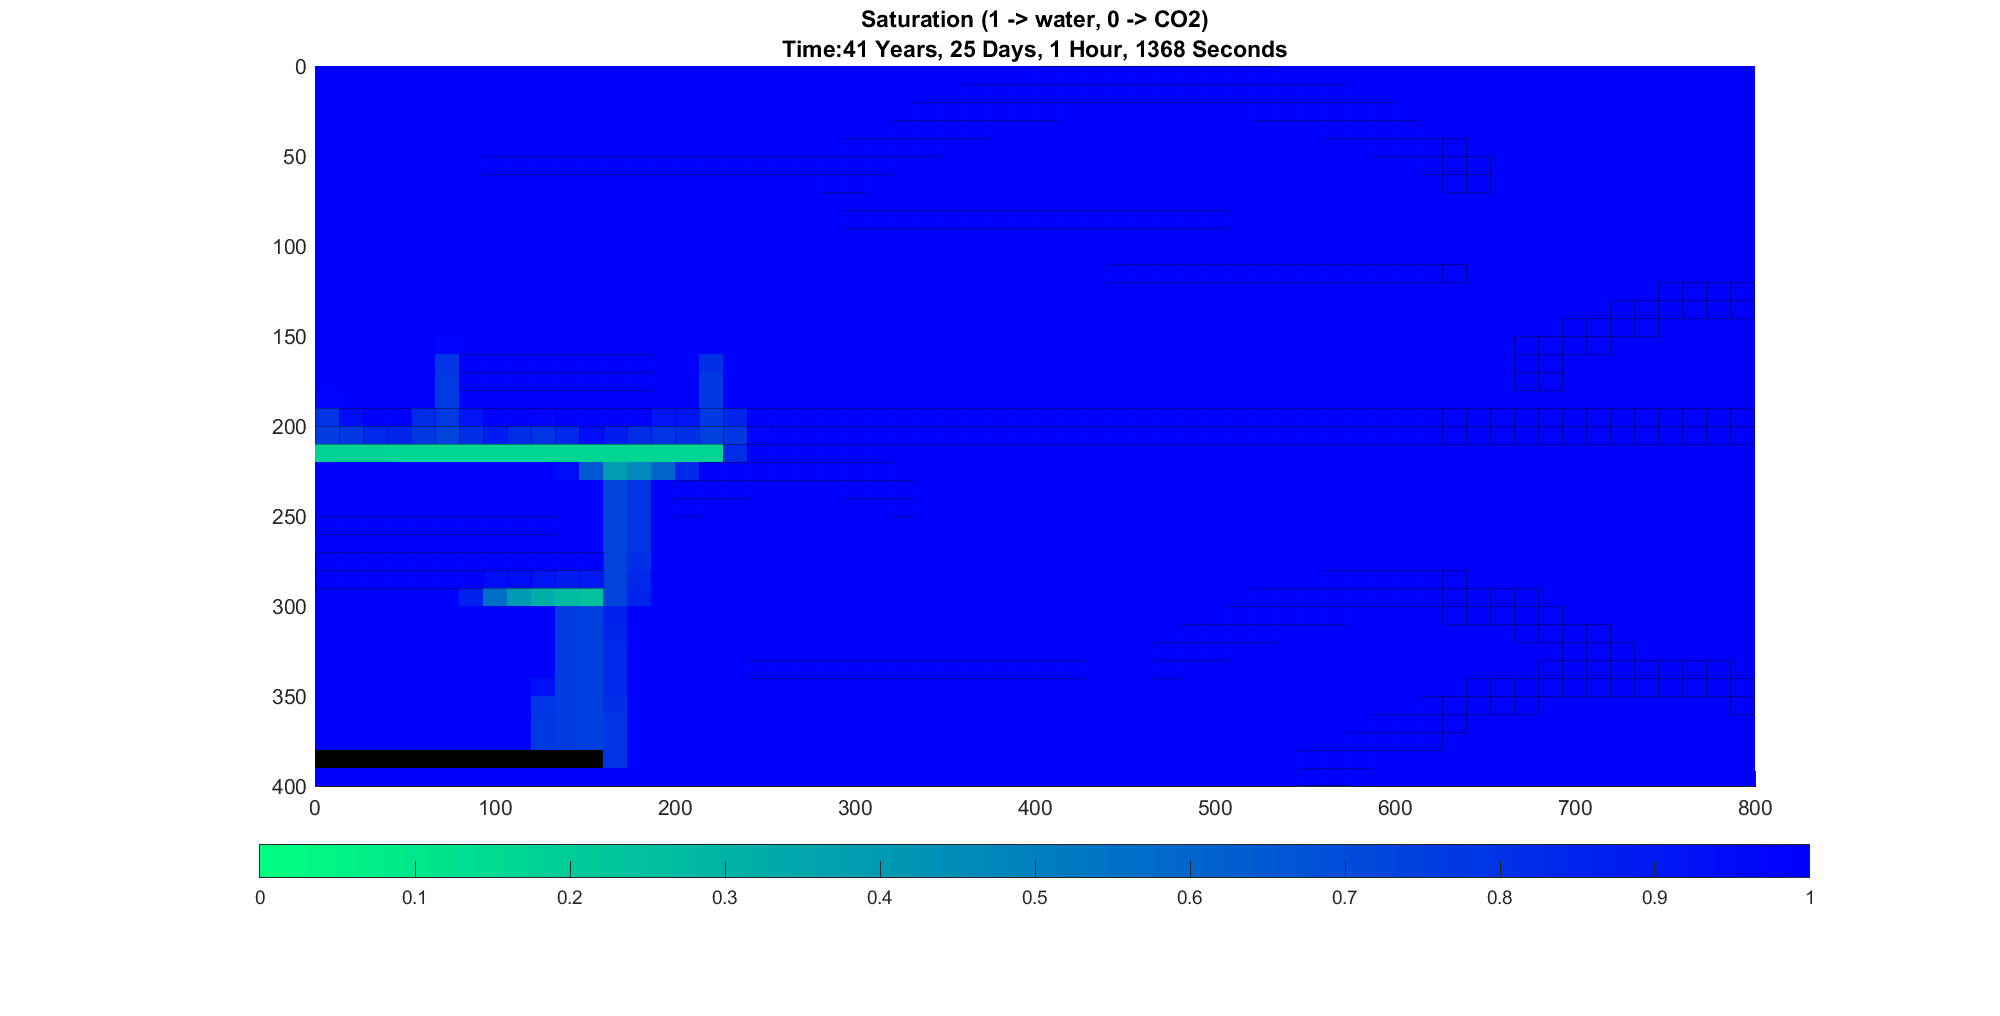 Saturation (1 -> water, 0 -> CO2)
Time:41 Years, 25 Days, 1 Hour, 1368 Seconds
0
50
100
150
200
250
300
350
400
0 100 200 300 400 500 600 700 800
0 0.1 0.2 0.3 0.4 0.5 0.6 0.7 0.8 0.9 1